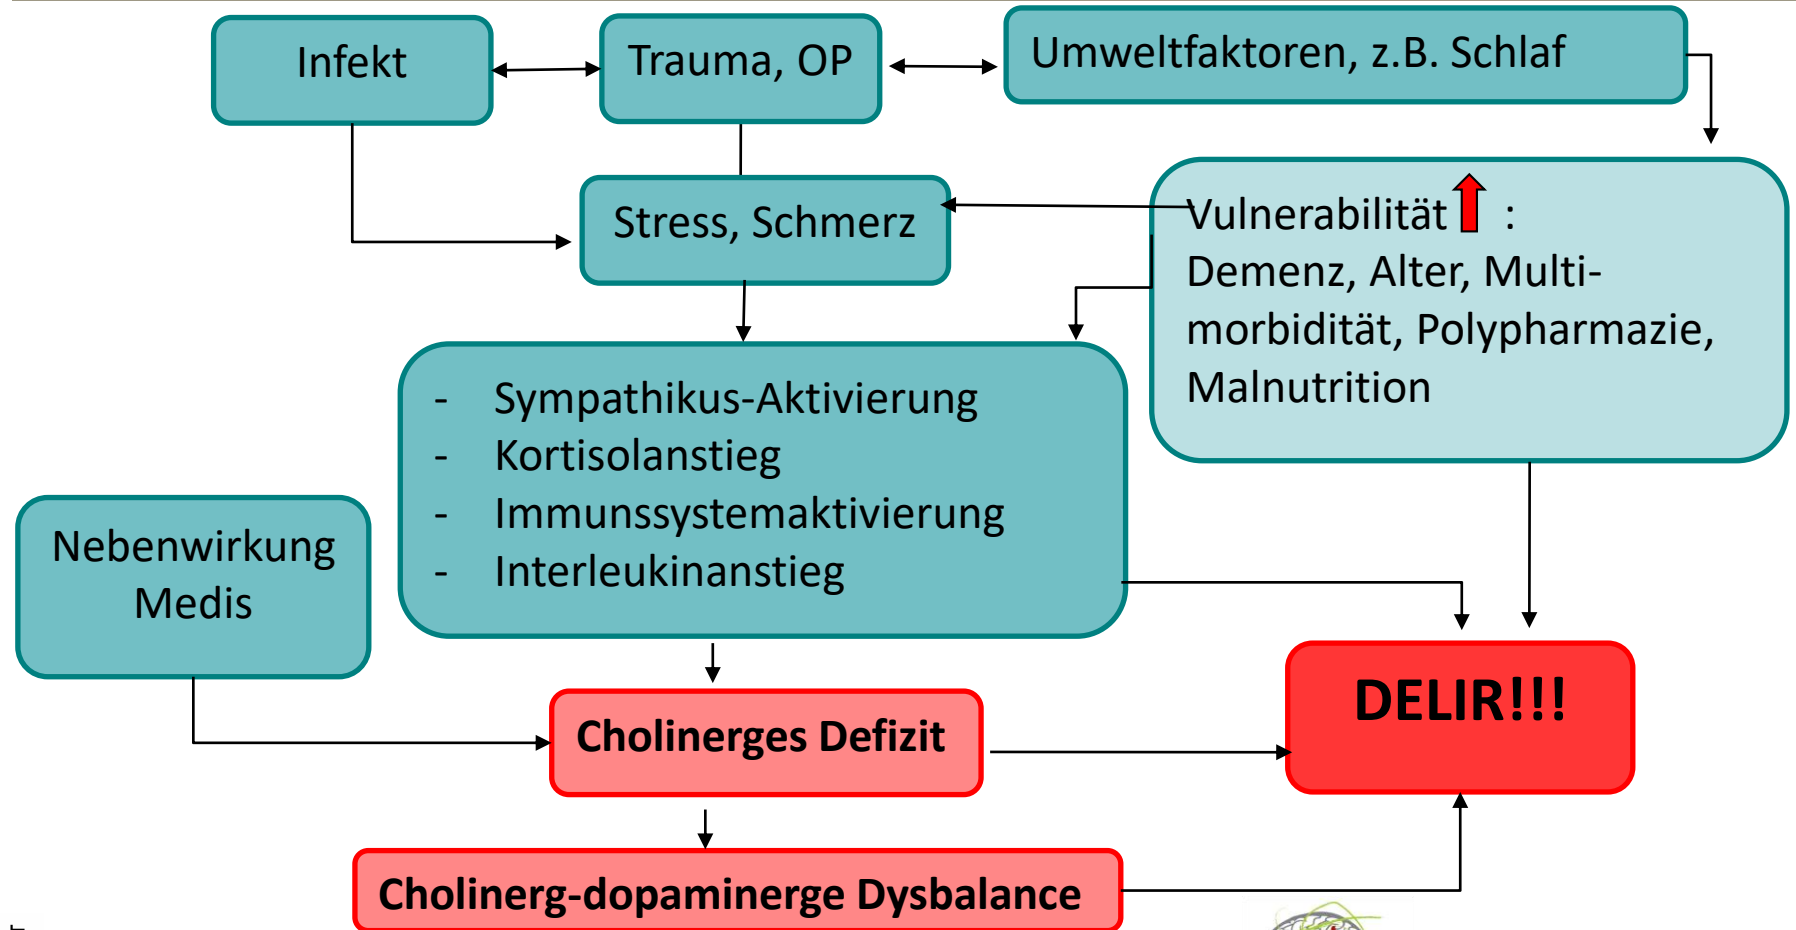 Infekt
Trauma, OP
Umweltfaktoren, z.B. Schlaf
Stress, Schmerz
Vulnerabilität :
Demenz, Alter, Multi-
morbidität, Polypharmazie,
Malnutrition
- Sympathikus-Aktivierung
- Kortisolanstieg
- Immunssystemaktivierung
- Interleukinanstieg
Nebenwirkung
Medis
Cholinerges Defizit
DELIR!!!
Cholinerg-dopaminerge Dysbalance